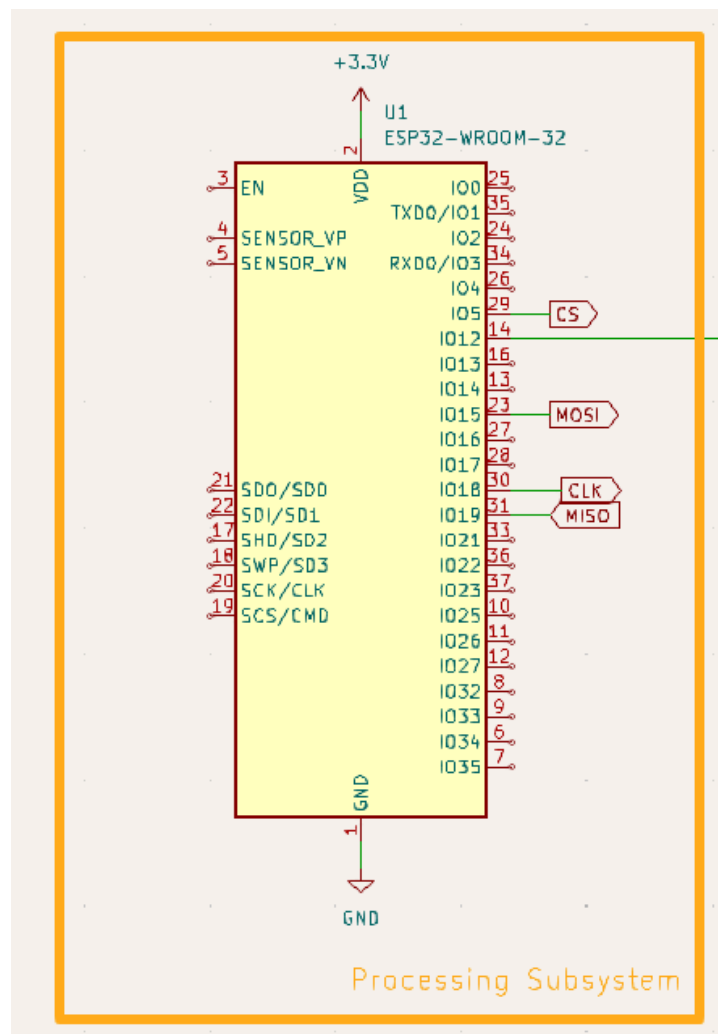 +3.3V
U1
ESP32-WROOM-32
2
VDD
3 EN
4 SENSOR_VP
5 SENSOR_VN
21 SDO/SD0
22 SDI/SD1
17 SHD/SD2
18 SWP/SD3
20 SCK/CLK
19 SCS/CMD
IO0 25
TXD0/IO1 35
IO2 24
RXD0/IO3 34
IO4 26
IO5 29 CS
IO12 14
IO13 16
IO14 13
IO15 23 MOSI
IO16 27
IO17 28
IO18 30 CLK
IO19 31 MISO
IO21 33
IO22 36
IO23 37
IO25 10
IO26 11
IO27 12
IO32 8
IO33 9
IO34 6
IO35 7
GND
1
GND
Processing Subsystem